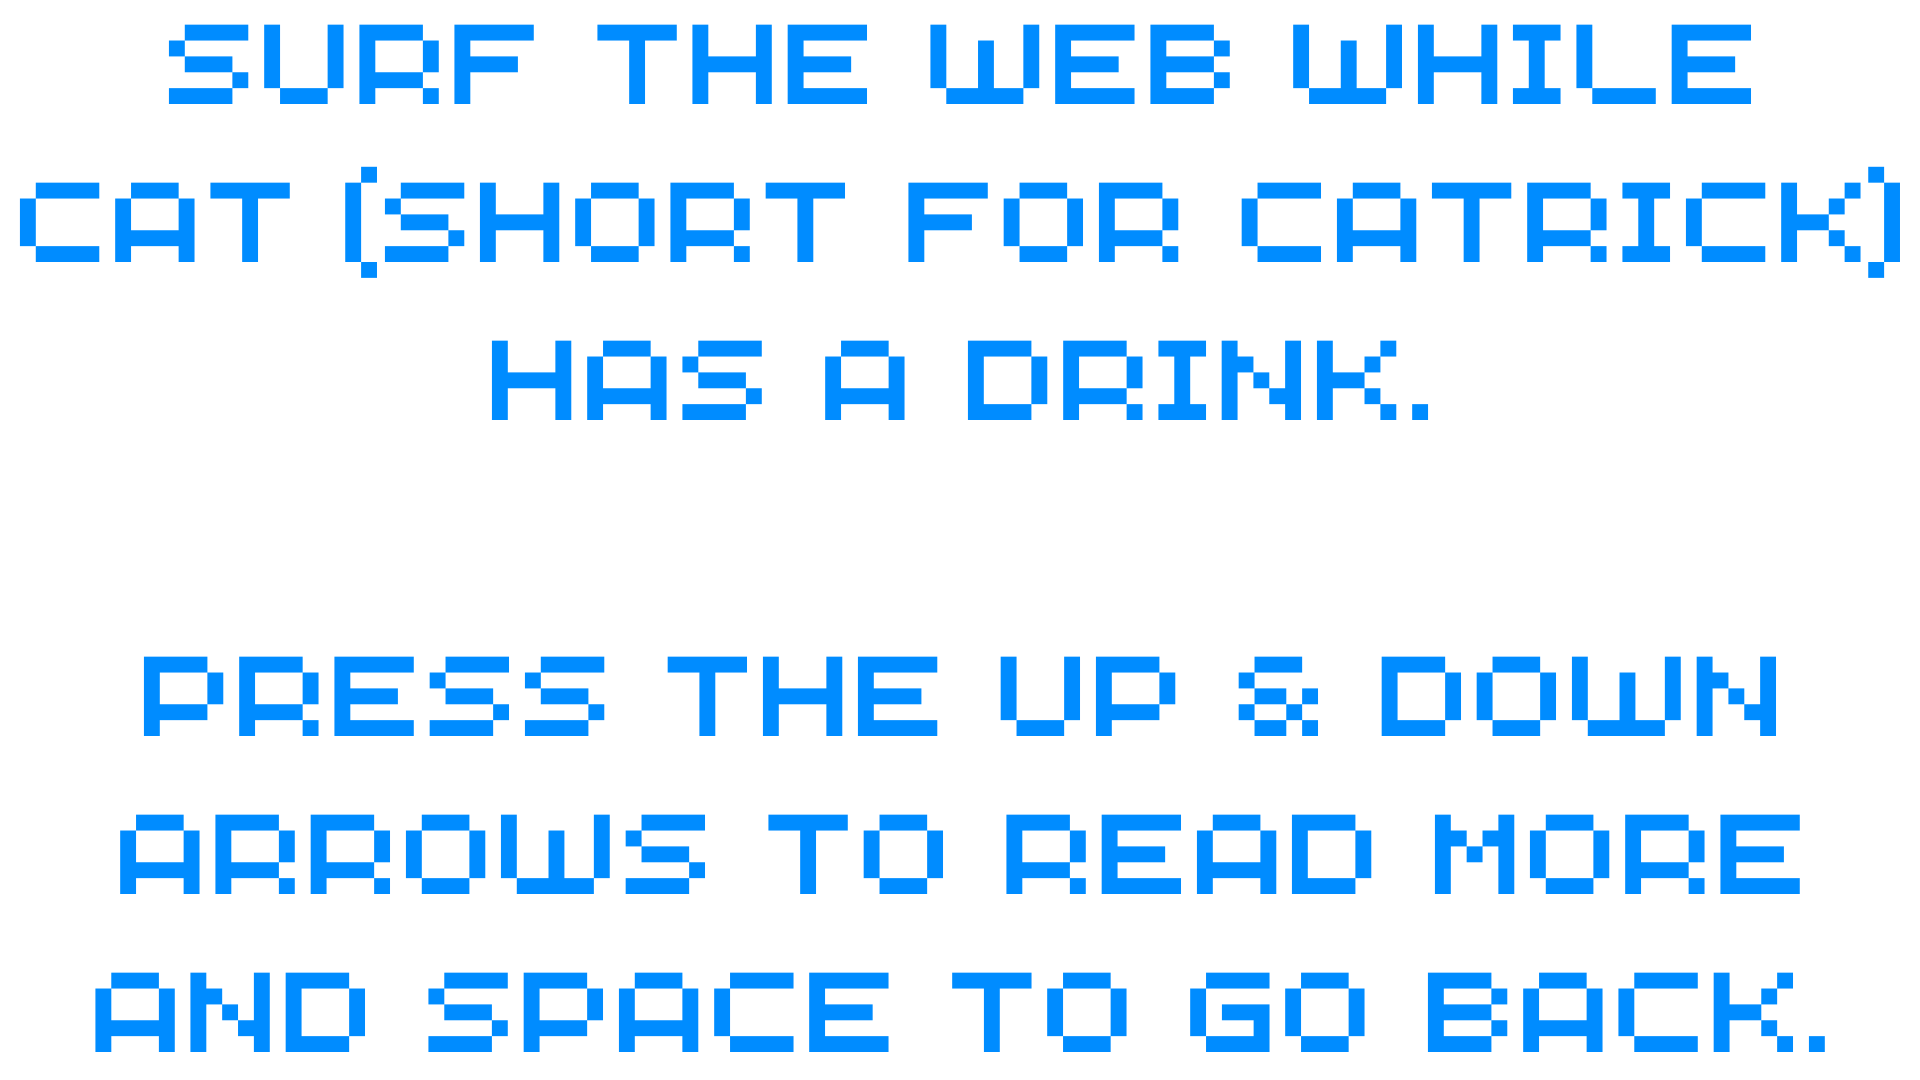 SURF THE WEB WHILE
CAT (SHORT FOR CATRICK)
HAS A DRINK.
PRESS THE UP & DOWN
ARROWS TO READ MORE
AND SPACE TO GO BACK.